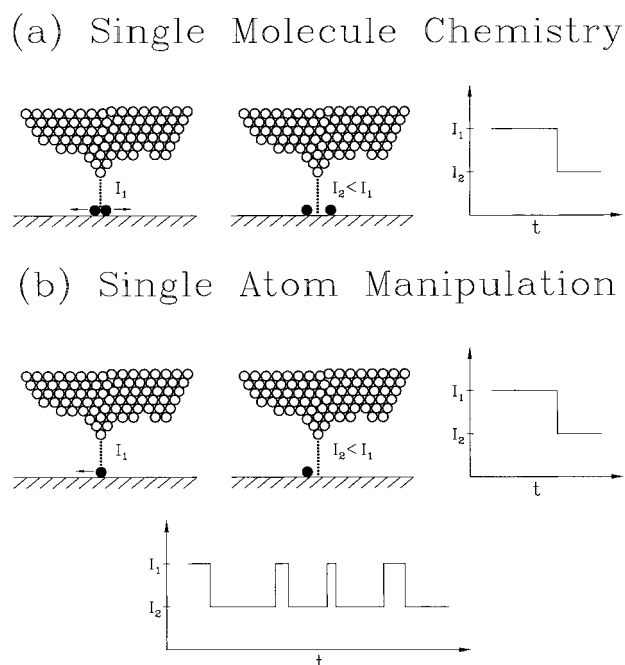 (a) Single Molecule Chemistry
I₁
I₂<I₁
I₁
I₂
t
(b) Single Atom Manipulation
I₁
I₂<I₁
I₁
I₂
t
I₁
I₂
t